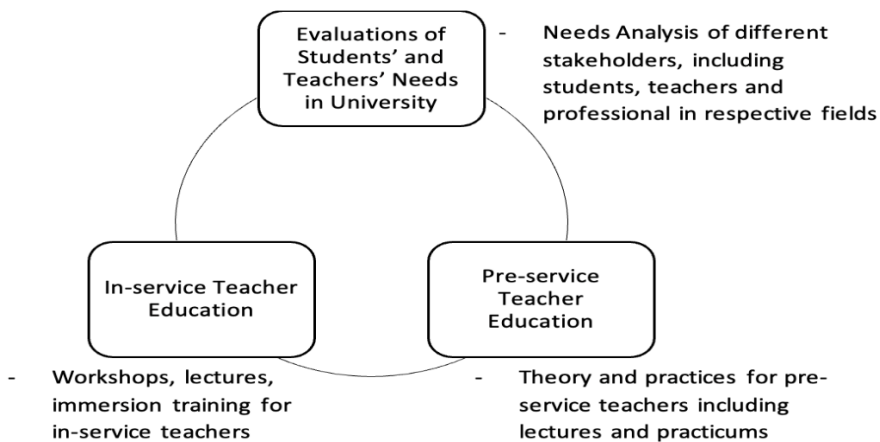 Evaluations of
Students’ and
Teachers’ Needs
in University
- Needs Analysis of different
stakeholders, including
students, teachers and
professional in respective fields
In-service Teacher
Education
Pre-service
Teacher
Education
- Workshops, lectures,
immersion training for
in-service teachers
- Theory and practices for pre-
service teachers including
lectures and practicums